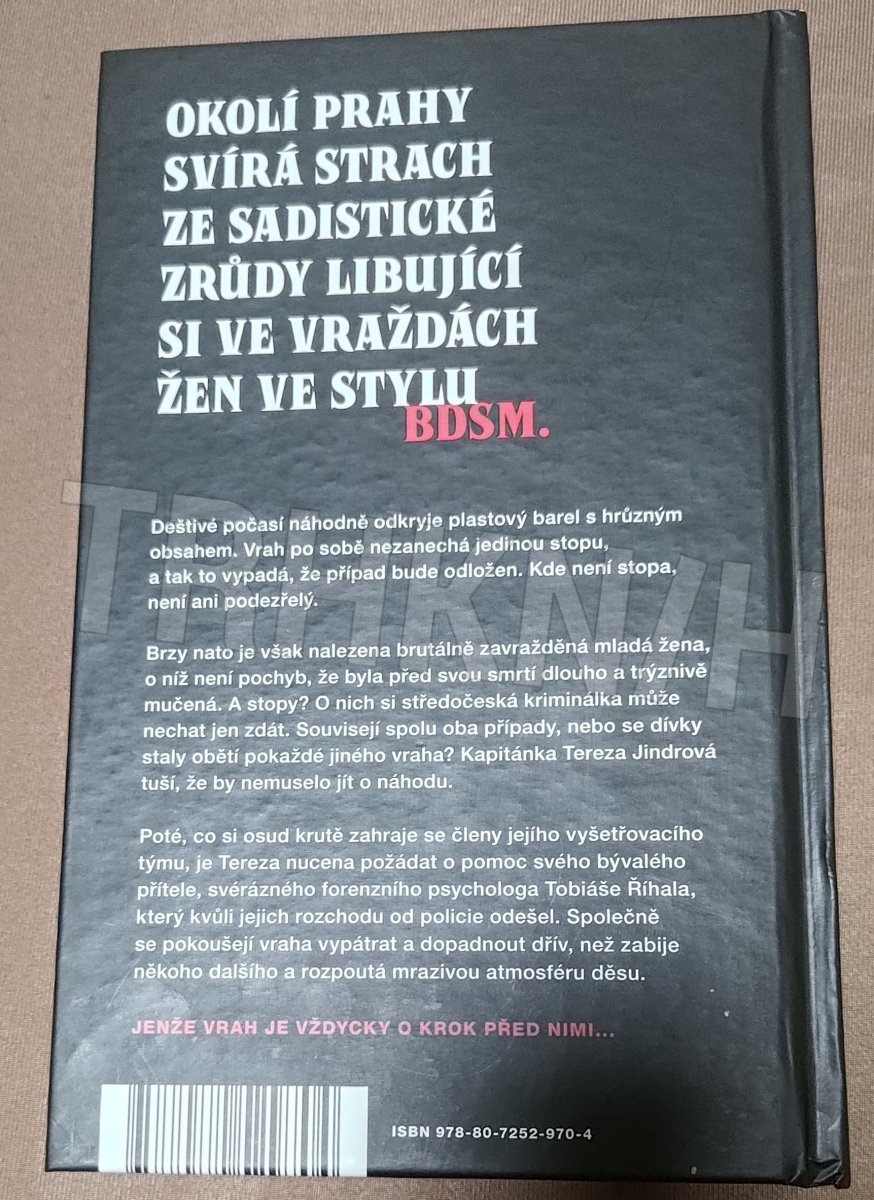 OKOLÍ PRAHY
SVÍRÁ STRACH
ZE SADISTICKÉ
ZRŮDY LIBUJÍCÍ
SI VE VRAŽDÁCH
ŽEN VE STYLU
BDSM.
Deštivé počasí náhodně odkryje plastový barel s hrůzným
obsahem. Vrah po sobě nezanechá jedinou stopu,
a tak to vypadá, že případ bude odložen. Kde není stopa,
není ani podezřelý.
Brzy nato je však nalezena brutálně zavražděná mladá žena,
o níž není pochyb, že byla před svou smrtí dlouho a trýznivě
mučená. A stopy? O nich si středočeská kriminálka může
nechat jen zdát. Souvisejí spolu oba případy, nebo se dívky
staly obětí pokaždé jiného vraha? Kapitánka Tereza Jindrová
tuší, že by nemuselo jít o náhodu.
Poté, co si osud krutě zahraje se členy jejího vyšetřovacího
týmu, je Tereza nucena požádat o pomoc svého bývalého
přítele, svérázného forenzního psychologa Tobiáše Říhala,
který kvůli jejich rozchodu od policie odešel. Společně
se pokoušejí vraha vypátrat a dopadnout dřív, než zabije
někoho dalšího a rozpoutá mrazivou atmosféru děsu.
JENŽE VRAH JE VŽDYCKY O KROK PŘED NIMI...
ISBN 978-80-7252-970-4
TRHKNIH